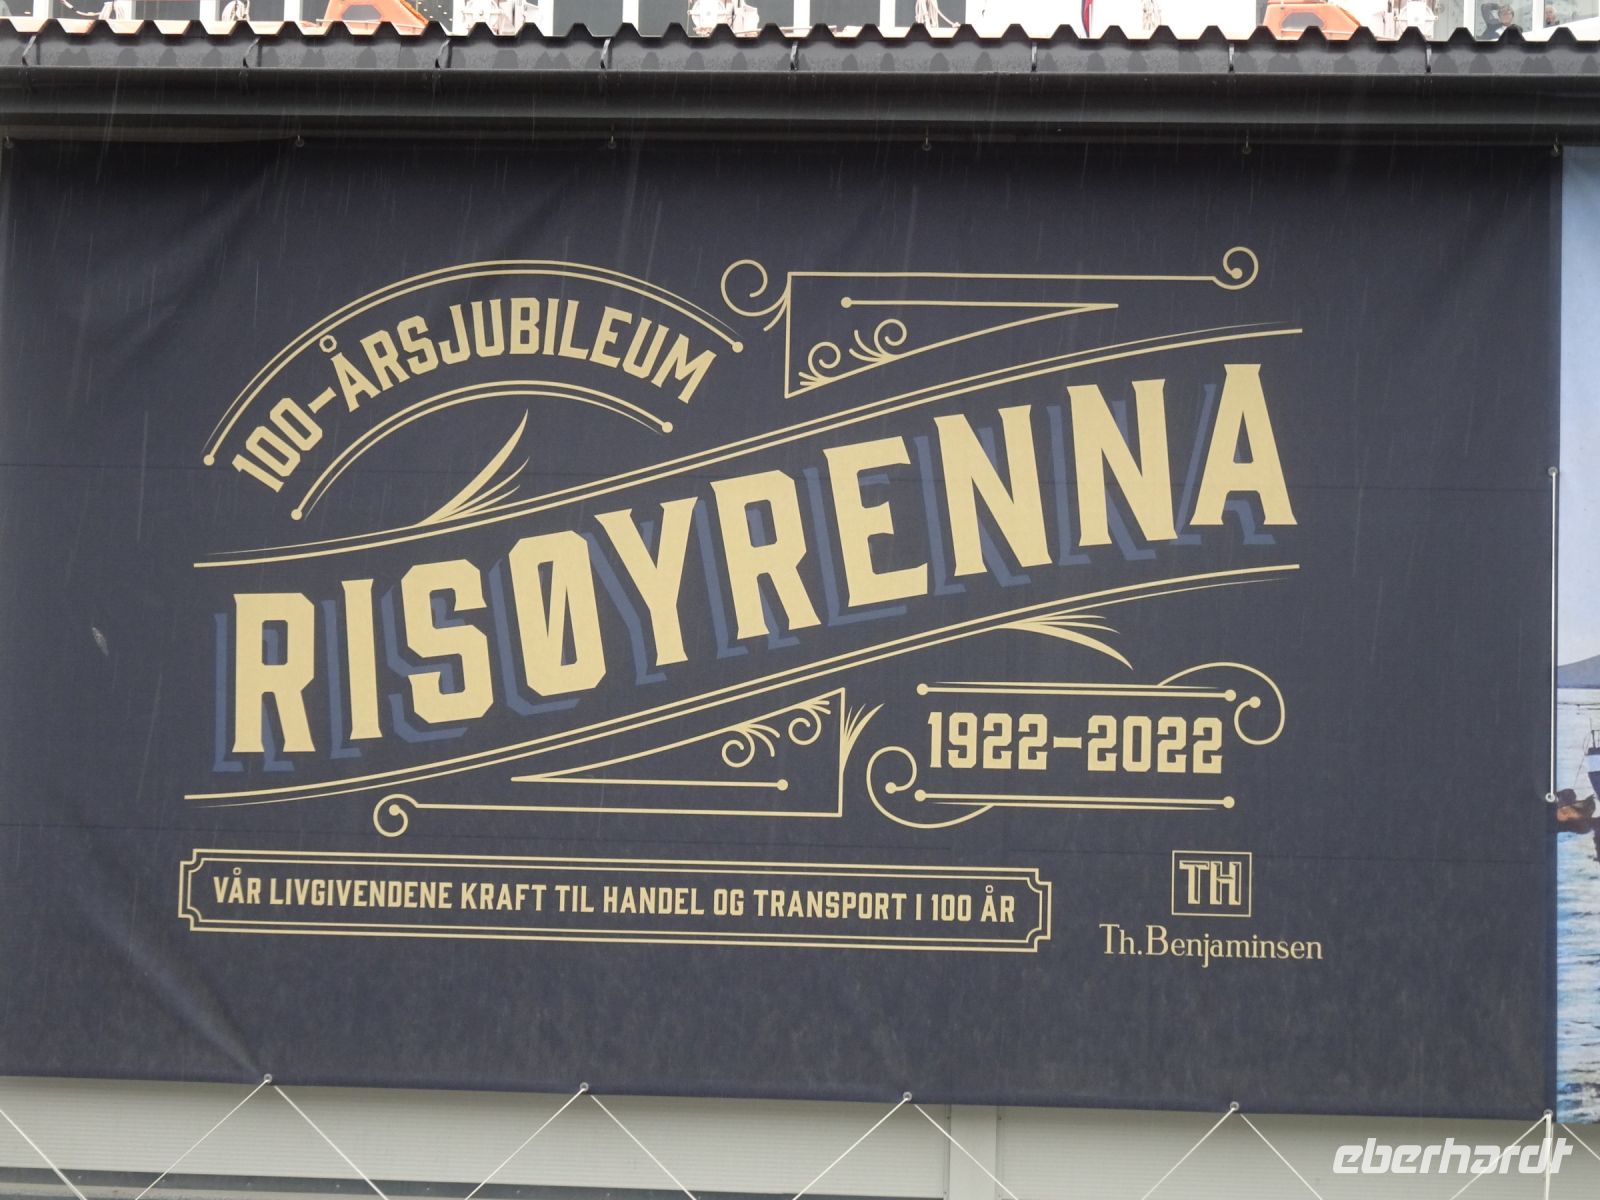 100-ÅRSJUBILEUM
RISØYRENNA
1922-2022
VÅR LIVGIVENDENE KRAFT TIL HANDEL OG TRANSPORT I 100 ÅR
TH
Th.Benjaminsen
eberhardt